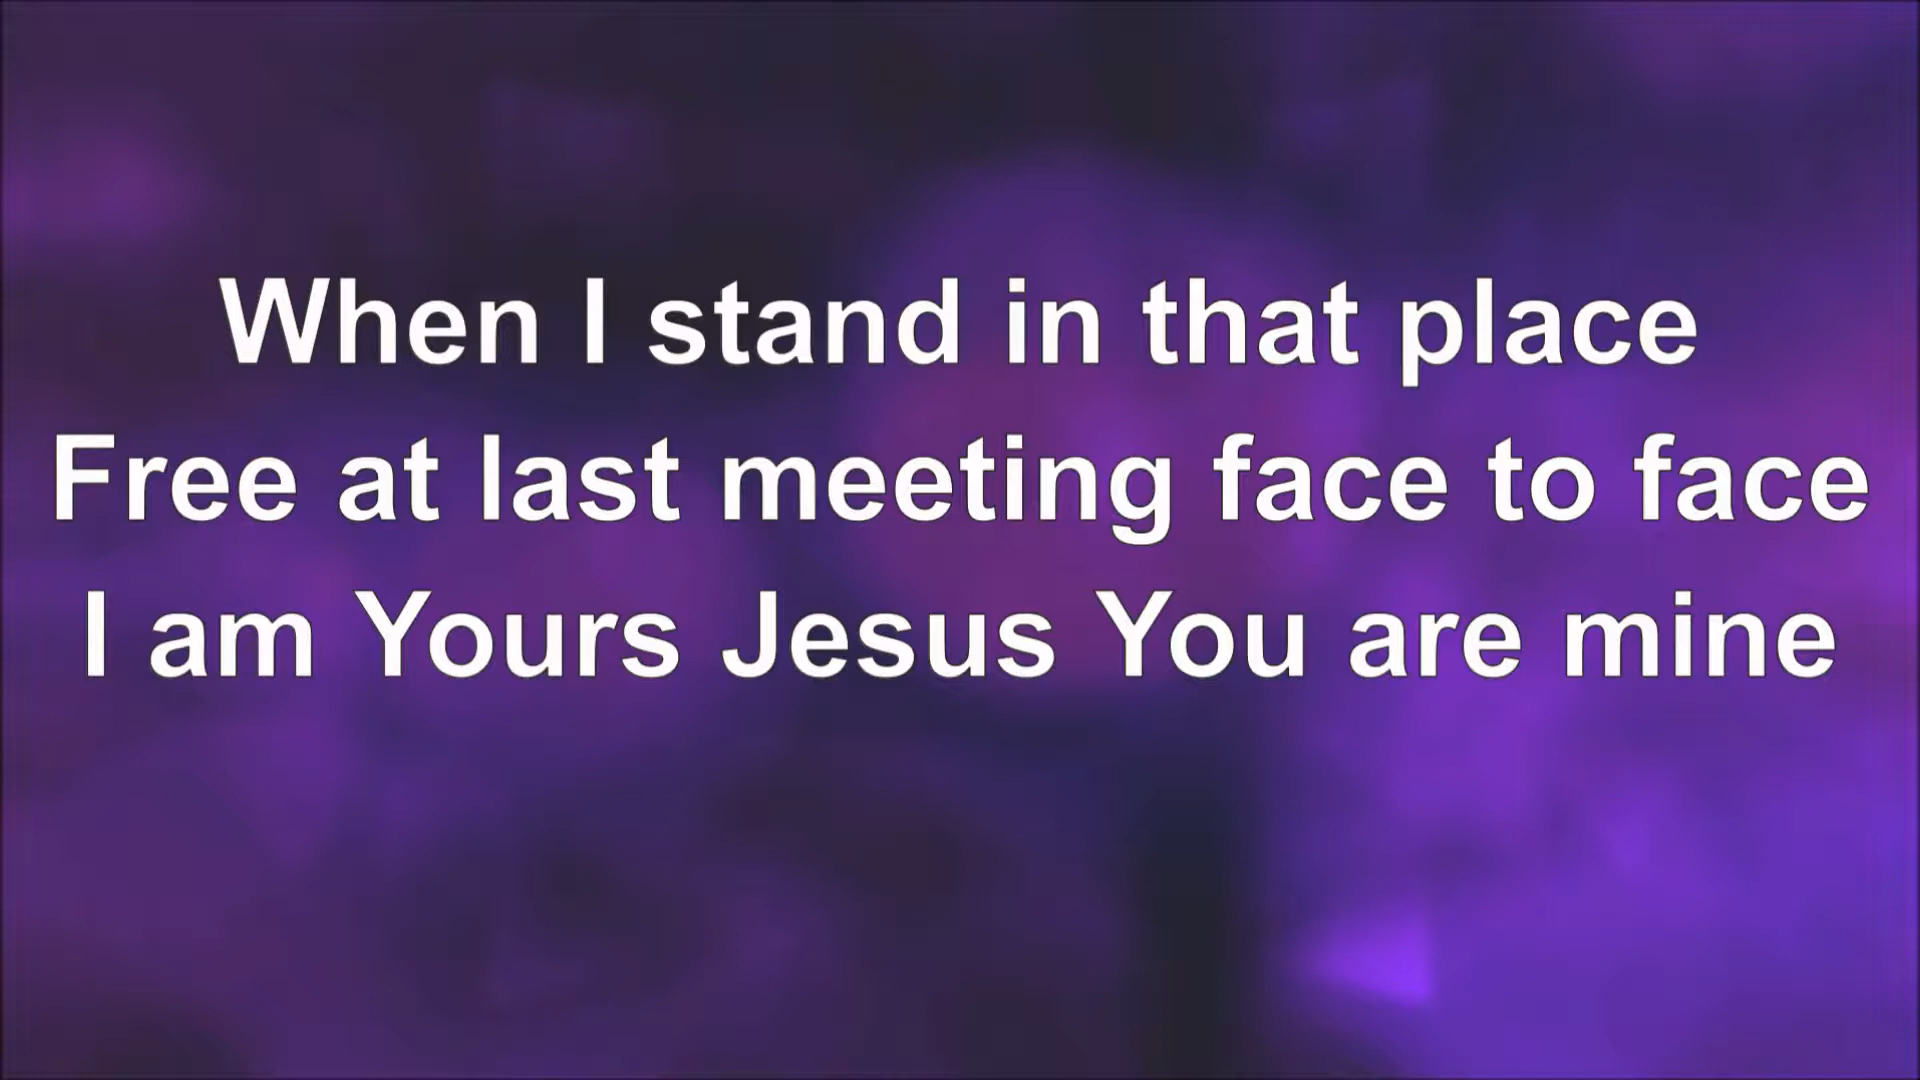 When I stand in that place
Free at last meeting face to face
I am Yours Jesus You are mine